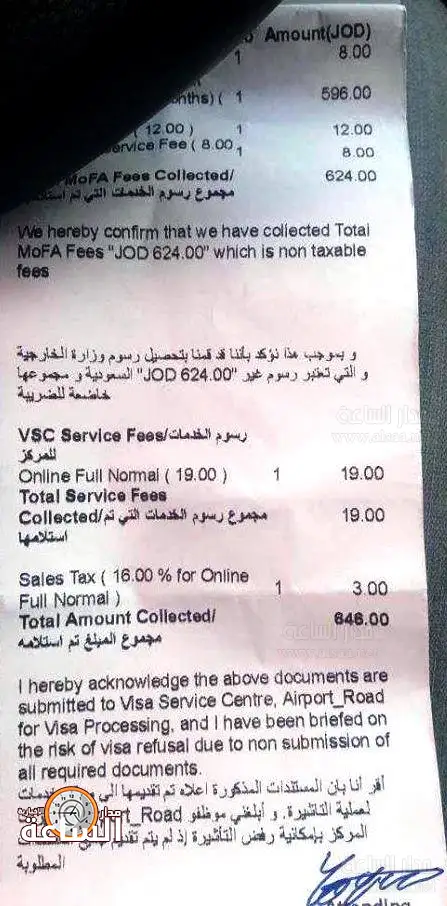 Amount(JOD)
1 8.00
onths) ( 1 596.00
( 12.00 ) 1 12.00
ervice Fee ( 8.00 1 8.00
MoFA Fees Collected/ 624.00
مجموع رسوم الخدمات التي تم
We hereby confirm that we have collected Total
MoFA Fees "JOD 624.00" which is non taxable
fees
و بموجب هذا نؤكد بأننا قد قمنا بتحصيل رسوم وزارة الخارجية
السعودية و مجموعها "JOD 624.00" و التي تعتبر رسوم غير
خاضعة للضريبة
VSC Service Fees/رسوم الخدمات
للمركز
Online Full Normal ( 19.00 ) 1 19.00
Total Service Fees
Collected/مجموع رسوم الخدمات التي تم 19.00
استلامها
Sales Tax ( 16.00 % for Online
Full Normal ) 1 3.00
Total Amount Collected/ 646.00
مجموع المبلغ تم استلامه
I hereby acknowledge the above documents are
submitted to Visa Service Centre, Airport_Road
for Visa Processing, and I have been briefed on
the risk of visa refusal due to non submission of
all required documents.
أقر أنا بان المستندات المذكورة اعلاه تم تقديمها الي
لعملية التاشيرة. و أبلغني موظفو rt_Road
المركز بإمكانية رفض التأشيرة إذ لم يتم تقديم
المطلوبة
مدار الساعة